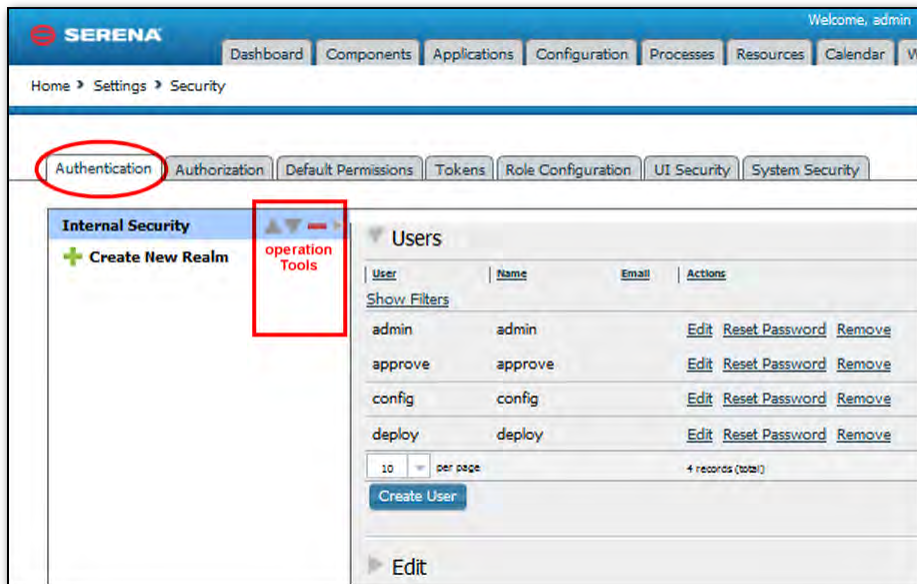 Welcome, admin
SERENA
Dashboard Components Applications Configuration Processes Resources Calendar
Home > Settings > Security
Authentication Authorization Default Permissions Tokens Role Configuration UI Security System Security
Internal Security
Create New Realm
operation
Tools
Users
User Name Email Actions
Show Filters
admin admin Edit Reset Password Remove
approve approve Edit Reset Password Remove
config config Edit Reset Password Remove
deploy deploy Edit Reset Password Remove
10 per page 4 records (total)
Create User
Edit